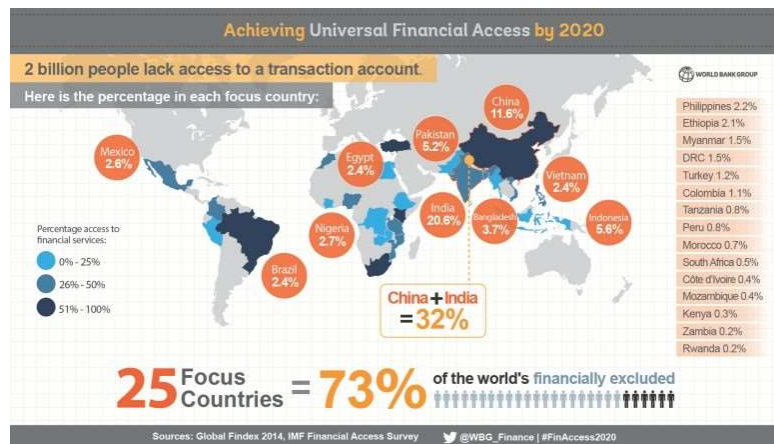 Achieving Universal Financial Access by 2020
2 billion people lack access to a transaction account.
Here is the percentage in each focus country:
WORLD BANK GROUP
China
11.6%
Pakistan
5.2%
Mexico
2.6%
Egypt
2.4%
Vietnam
2.4%
India
20.6%
Bangladesh
3.7%
Indonesia
5.6%
Nigeria
2.7%
Brazil
2.4%
Percentage access to
financial services:
0% - 25%
26% - 50%
51% - 100%
China+India
=32%
Philippines 2.2%
Ethiopia 2.1%
Myanmar 1.5%
DRC 1.5%
Turkey 1.2%
Colombia 1.1%
Tanzania 0.8%
Peru 0.8%
Morocco 0.7%
South Africa 0.5%
Côte d'Ivoire 0.4%
Mozambique 0.4%
Kenya 0.3%
Zambia 0.2%
Rwanda 0.2%
25 Focus Countries = 73% of the world's financially excluded
Sources: Global Findex 2014, IMF Financial Access Survey @WBG_Finance | #FinAccess2020